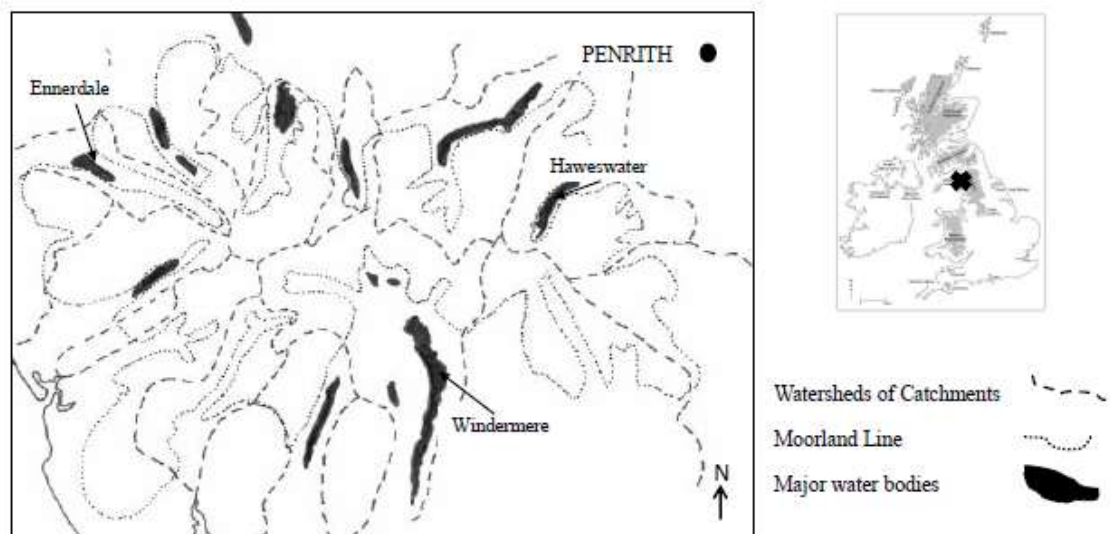 PENRITH
Ennerdale
Haweswater
Windermere
N
Watersheds of Catchments
Moorland Line
Major water bodies